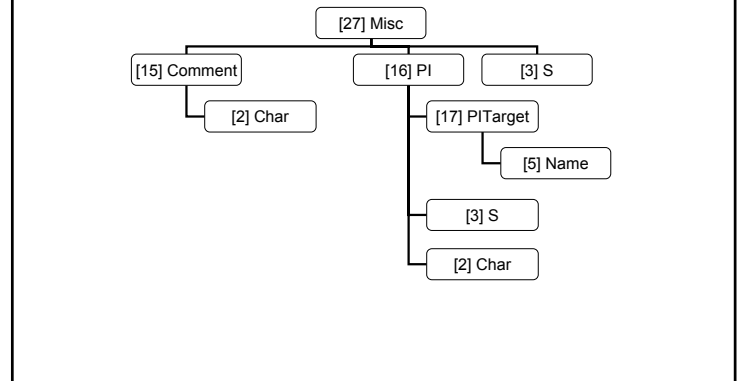 [27] Misc
[15] Comment
[16] PI
[3] S
[2] Char
[17] PITarget
[5] Name
[3] S
[2] Char